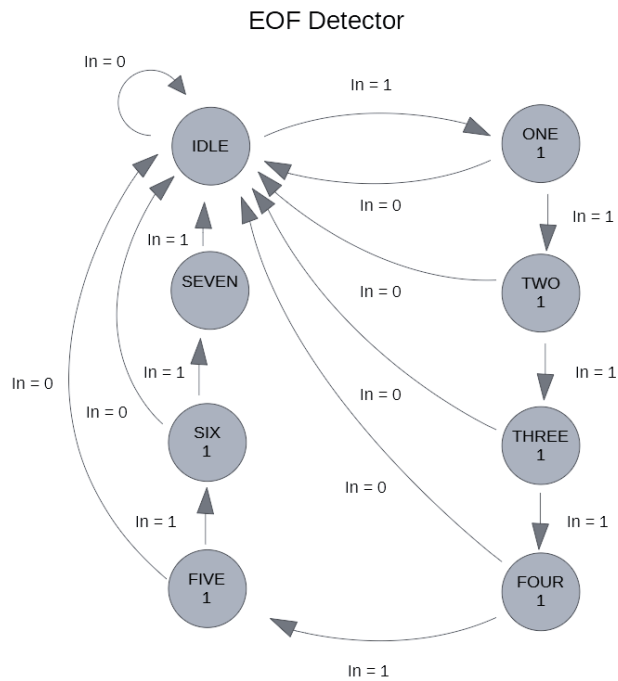 EOF Detector
In = 0
In = 1
IDLE
ONE
1
In = 0
In = 1
In = 1
SEVEN
TWO
1
In = 0
In = 1
In = 1
In = 0
In = 0
In = 0
SIX
1
THREE
1
In = 0
In = 1
In = 1
FIVE
1
FOUR
1
In = 1